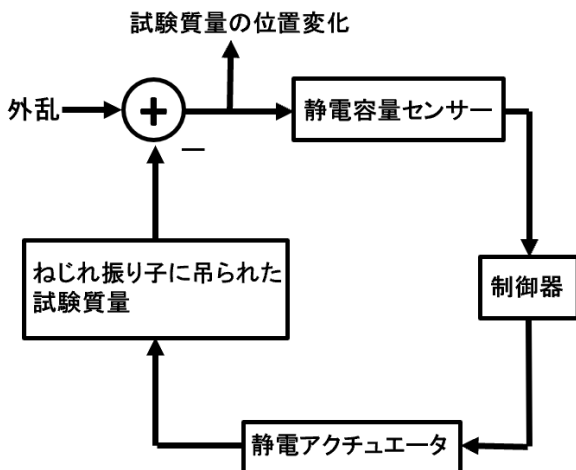 試験質量の位置変化
外乱
+
−
静電容量センサー
制御器
静電アクチュエータ
ねじれ振り子に吊られた
試験質量